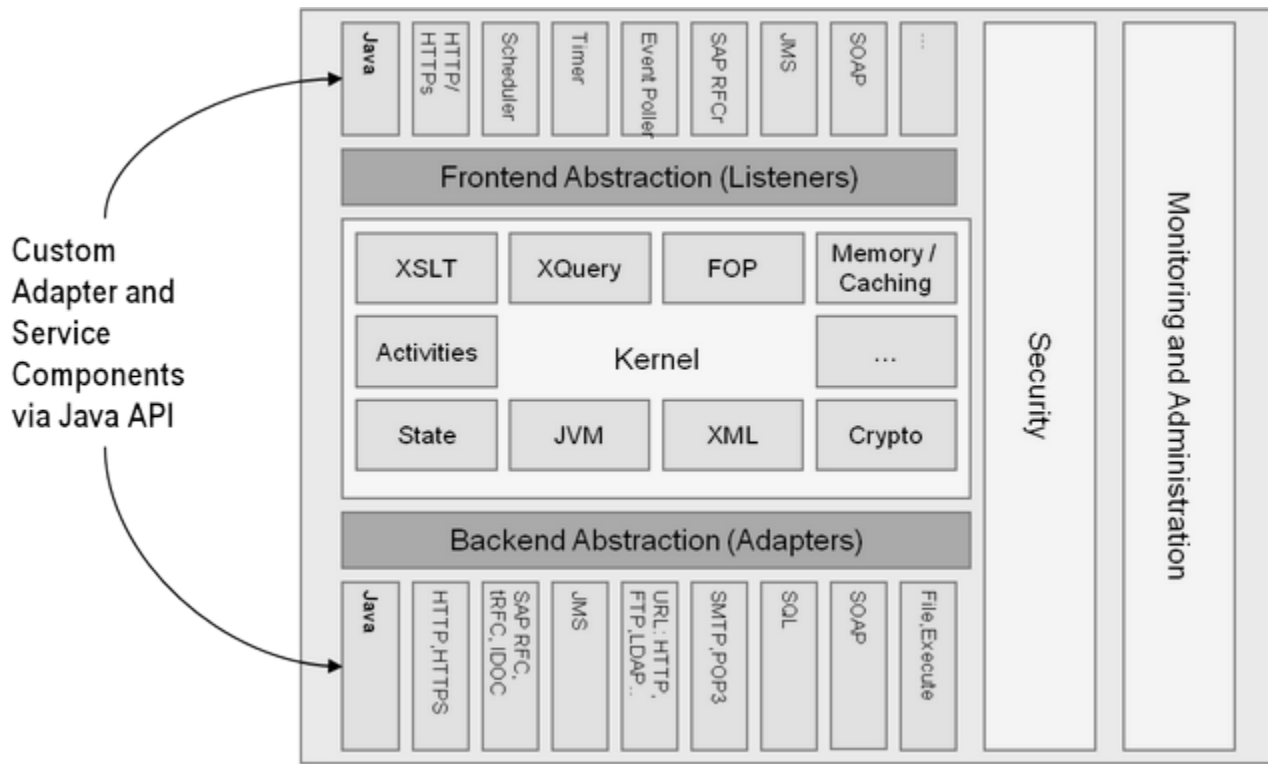 Java
HTTP/
HTTPs
Scheduler
Timer
Event Poller
SAP RFCr
JMS
SOAP
...
Frontend Abstraction (Listeners)
XSLT
XQuery
FOP
Memory /
Caching
Activities
Kernel
...
State
JVM
XML
Crypto
Backend Abstraction (Adapters)
Java
HTTP,HTTPS
SAP RFC,
tRFC, IDOC
JMS
URL: HTTP,
FTP,LDAP...
SMTP,POP3
SQL
SOAP
File,Execute
Security
Monitoring and Administration
Custom
Adapter and
Service
Components
via Java API